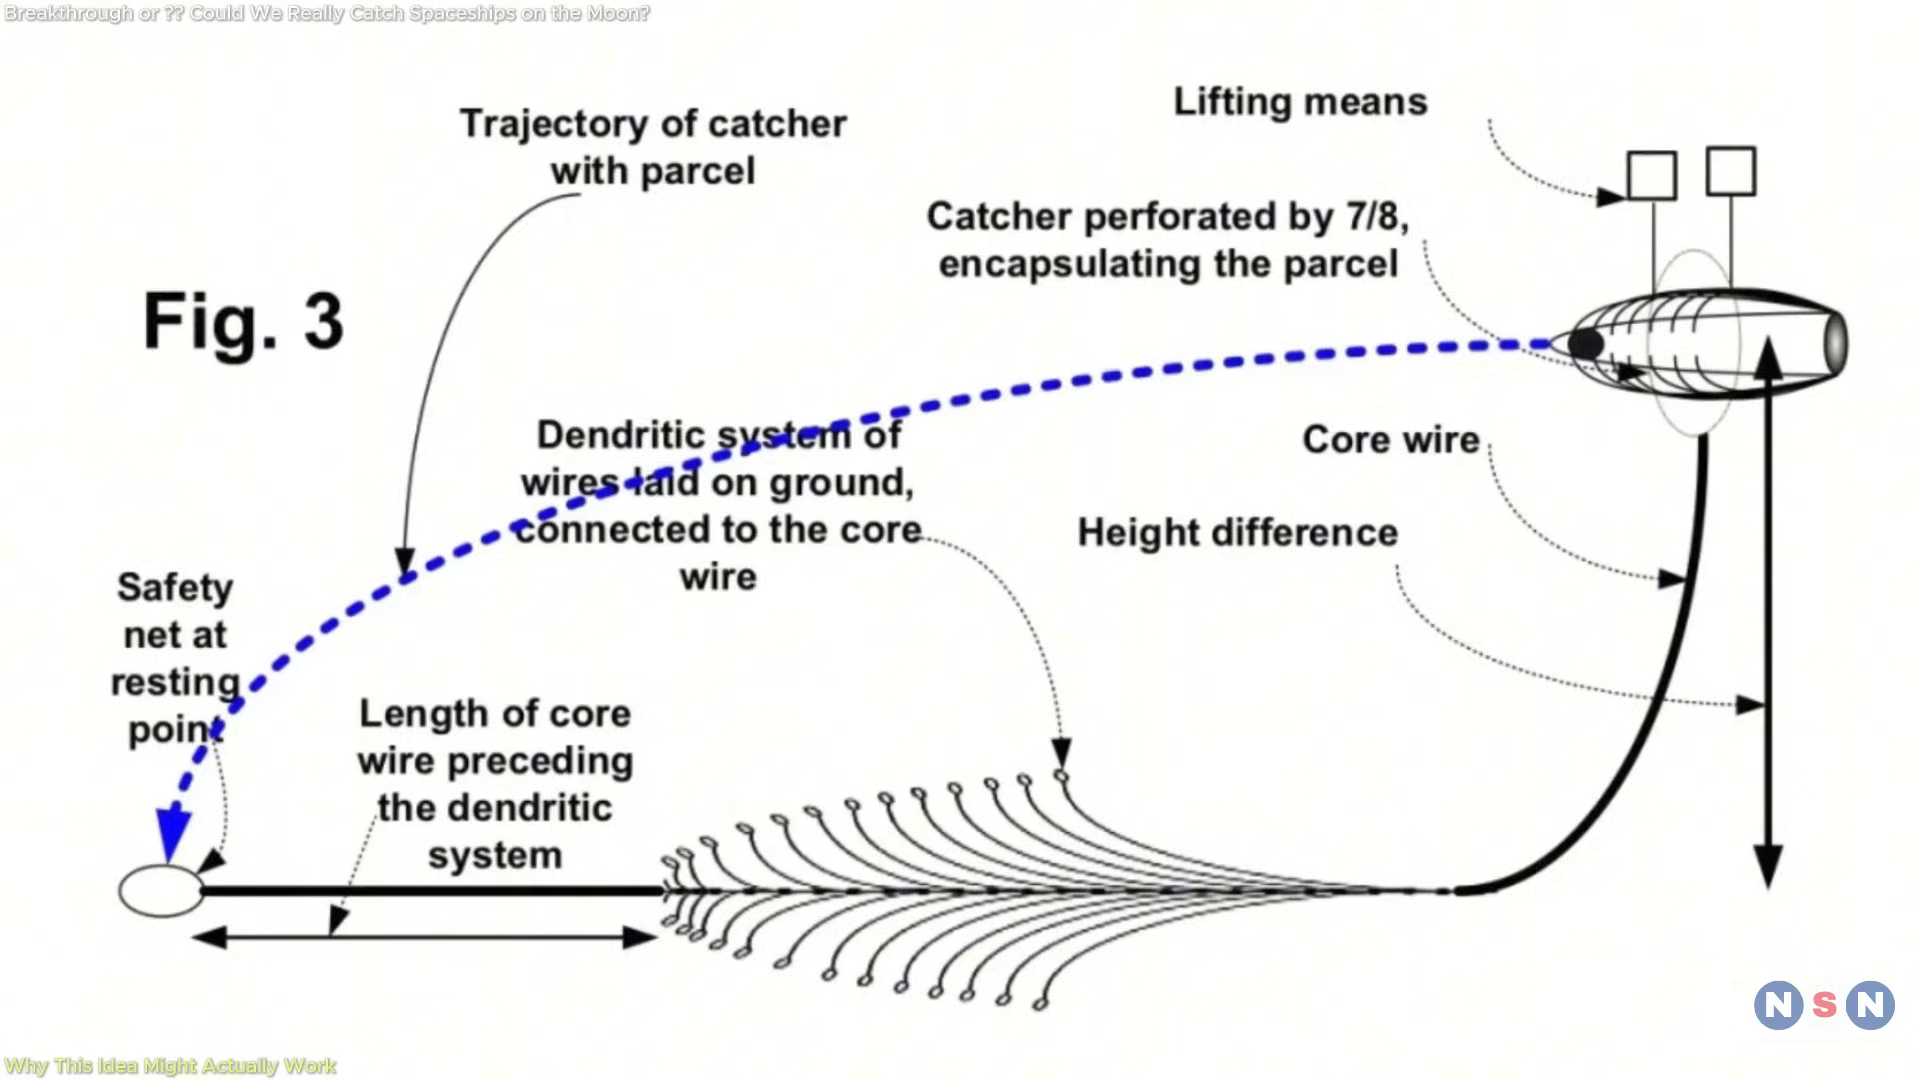 Breakthrough or ?? Could We Really Catch Spaceships on the Moon?
Lifting means
Trajectory of catcher
with parcel
Catcher perforated by 7/8,
encapsulating the parcel
Fig. 3
Dendritic system of
wires laid on ground,
connected to the core
wire
Core wire
Height difference
Safety
net at
resting
point
Length of core
wire preceding
the dendritic
system
N S N
Why This Idea Might Actually Work